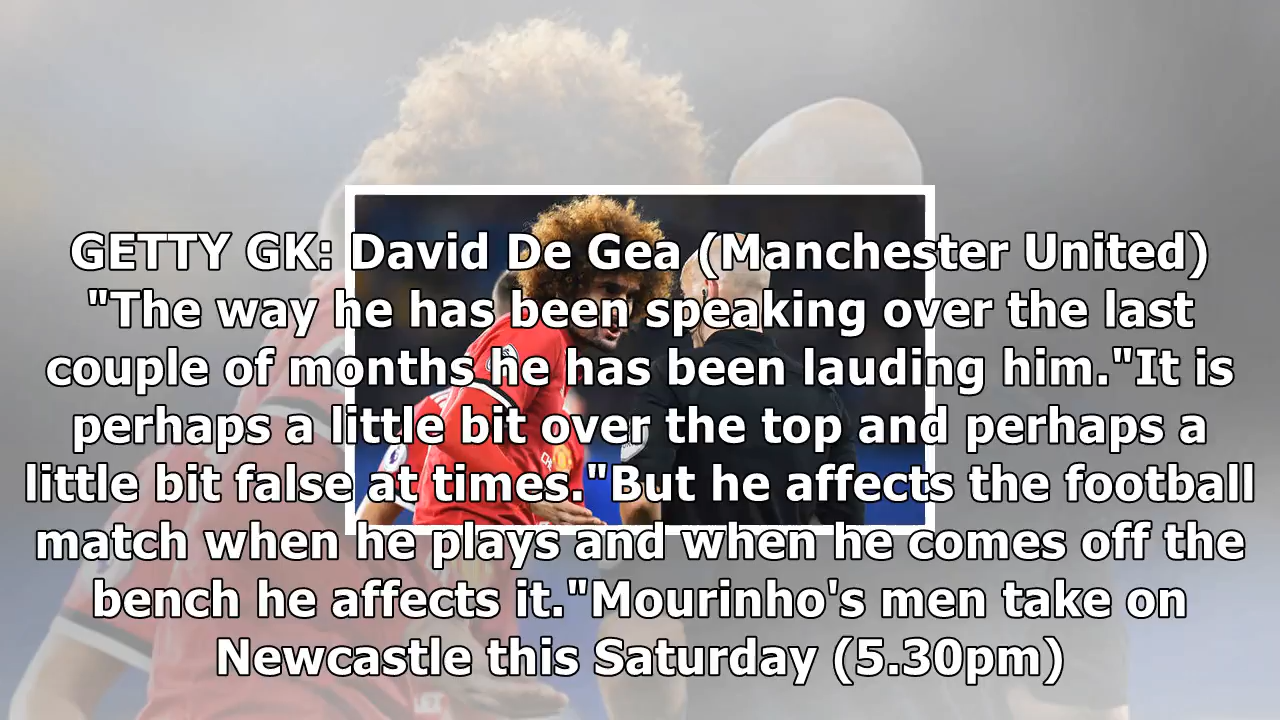 GETTY GK: David De Gea (Manchester United)
"The way he has been speaking over the last
couple of months he has been lauding him."It is
perhaps a little bit over the top and perhaps a
little bit false at times."But he affects the football
match when he plays and when he comes off the
bench he affects it."Mourinho's men take on
Newcastle this Saturday (5.30pm)